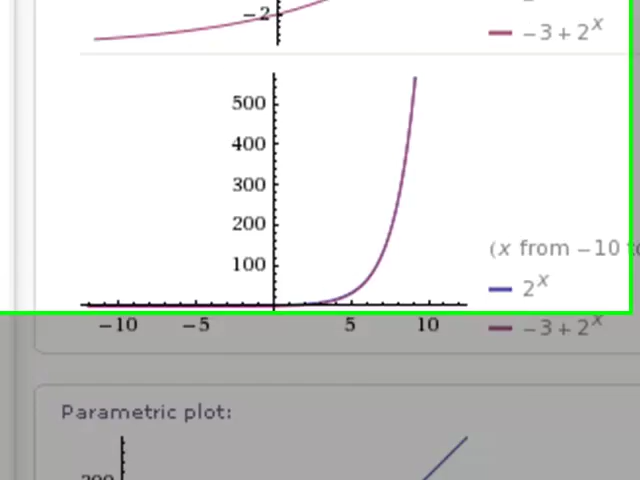 −2
−3 + 2^x
500
400
300
200
100
(x from −10 to
2^x
−10 −5 5 10
−3 + 2^x
Parametric plot: